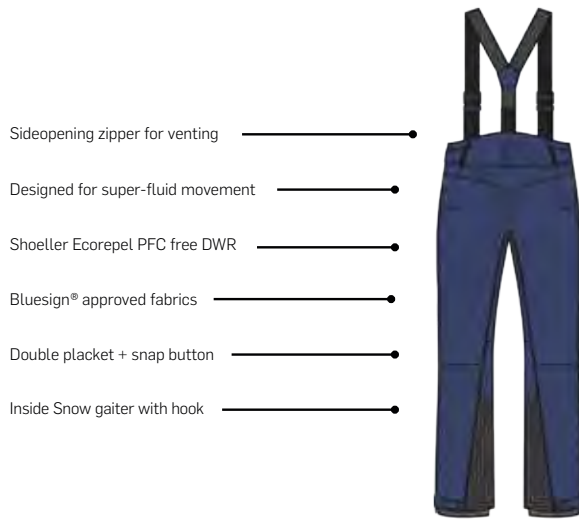 Sideopening zipper for venting
Designed for super-fluid movement
Shoeller Ecorepel PFC free DWR
Bluesign® approved fabrics
Double placket + snap button
Inside Snow gaiter with hook